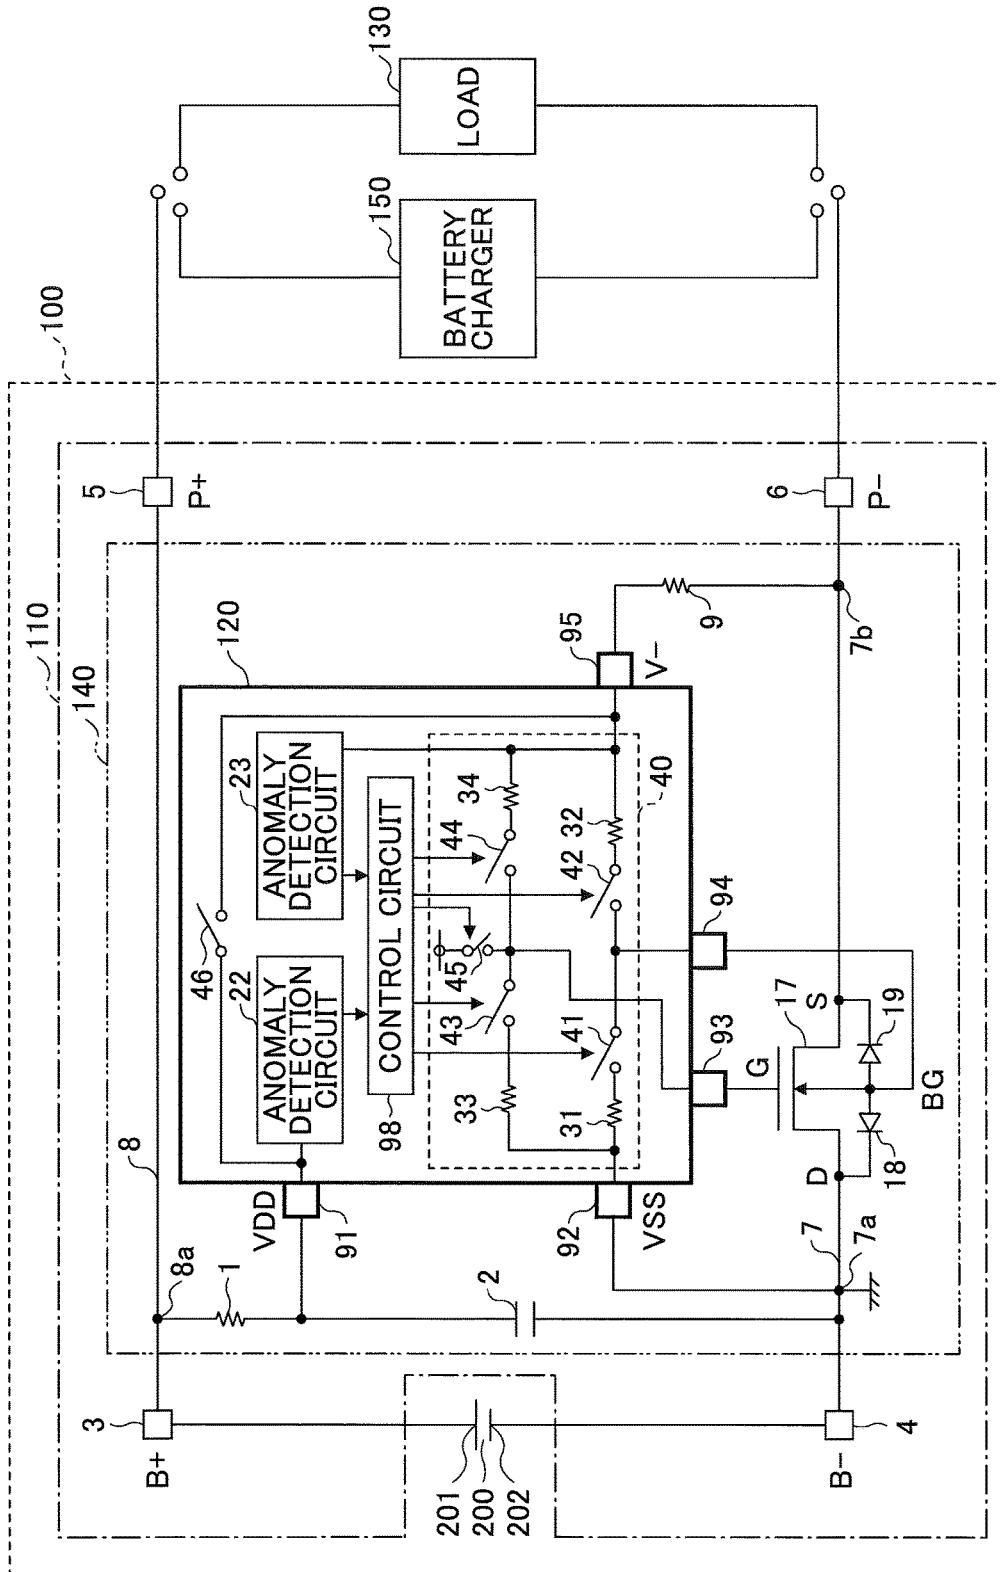 100
110
140
8
8a
3
B+
5
P+
130
LOAD
150
BATTERY
CHARGER
120
46
22
ANOMALY
DETECTION
CIRCUIT
23
ANOMALY
DETECTION
CIRCUIT
VDD
91
1
98
CONTROL CIRCUIT
201
200
202
2
33
43
45
44
34
31
41
42
32
40
92
VSS
95
V−
93
94
9
G
17
D
S
18
19
BG
7
7a
7b
4
B−
6
P−